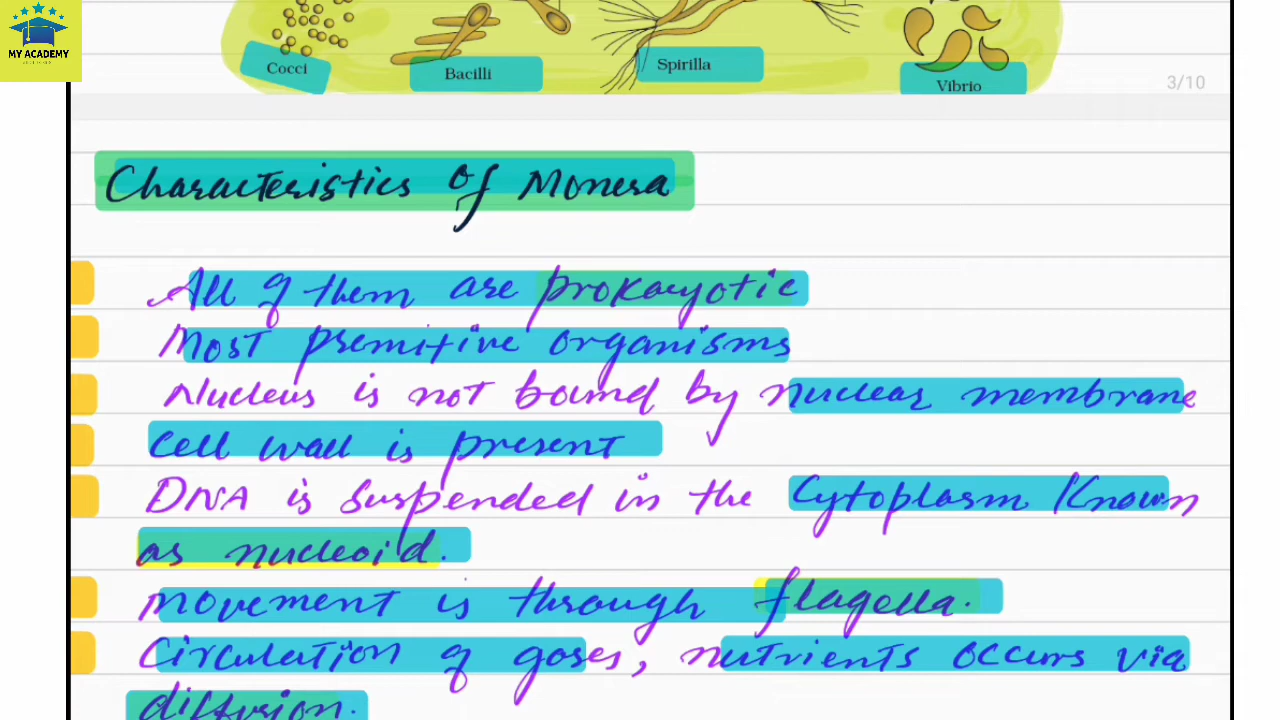 MY ACADEMY
Cocci
Bacilli
Spirilla
Vibrio
3/10
Characteristics of Monera
All of them are prokaryotic
Most premitive organisms
Nucleus is not bound by nuclear membrane
Cell wall is present
DNA is suspended in the Cytoplasm (Known
as nucleoid.
Movement is through flagella.
Circulation of gases, nutrients occurs via
diffusion.